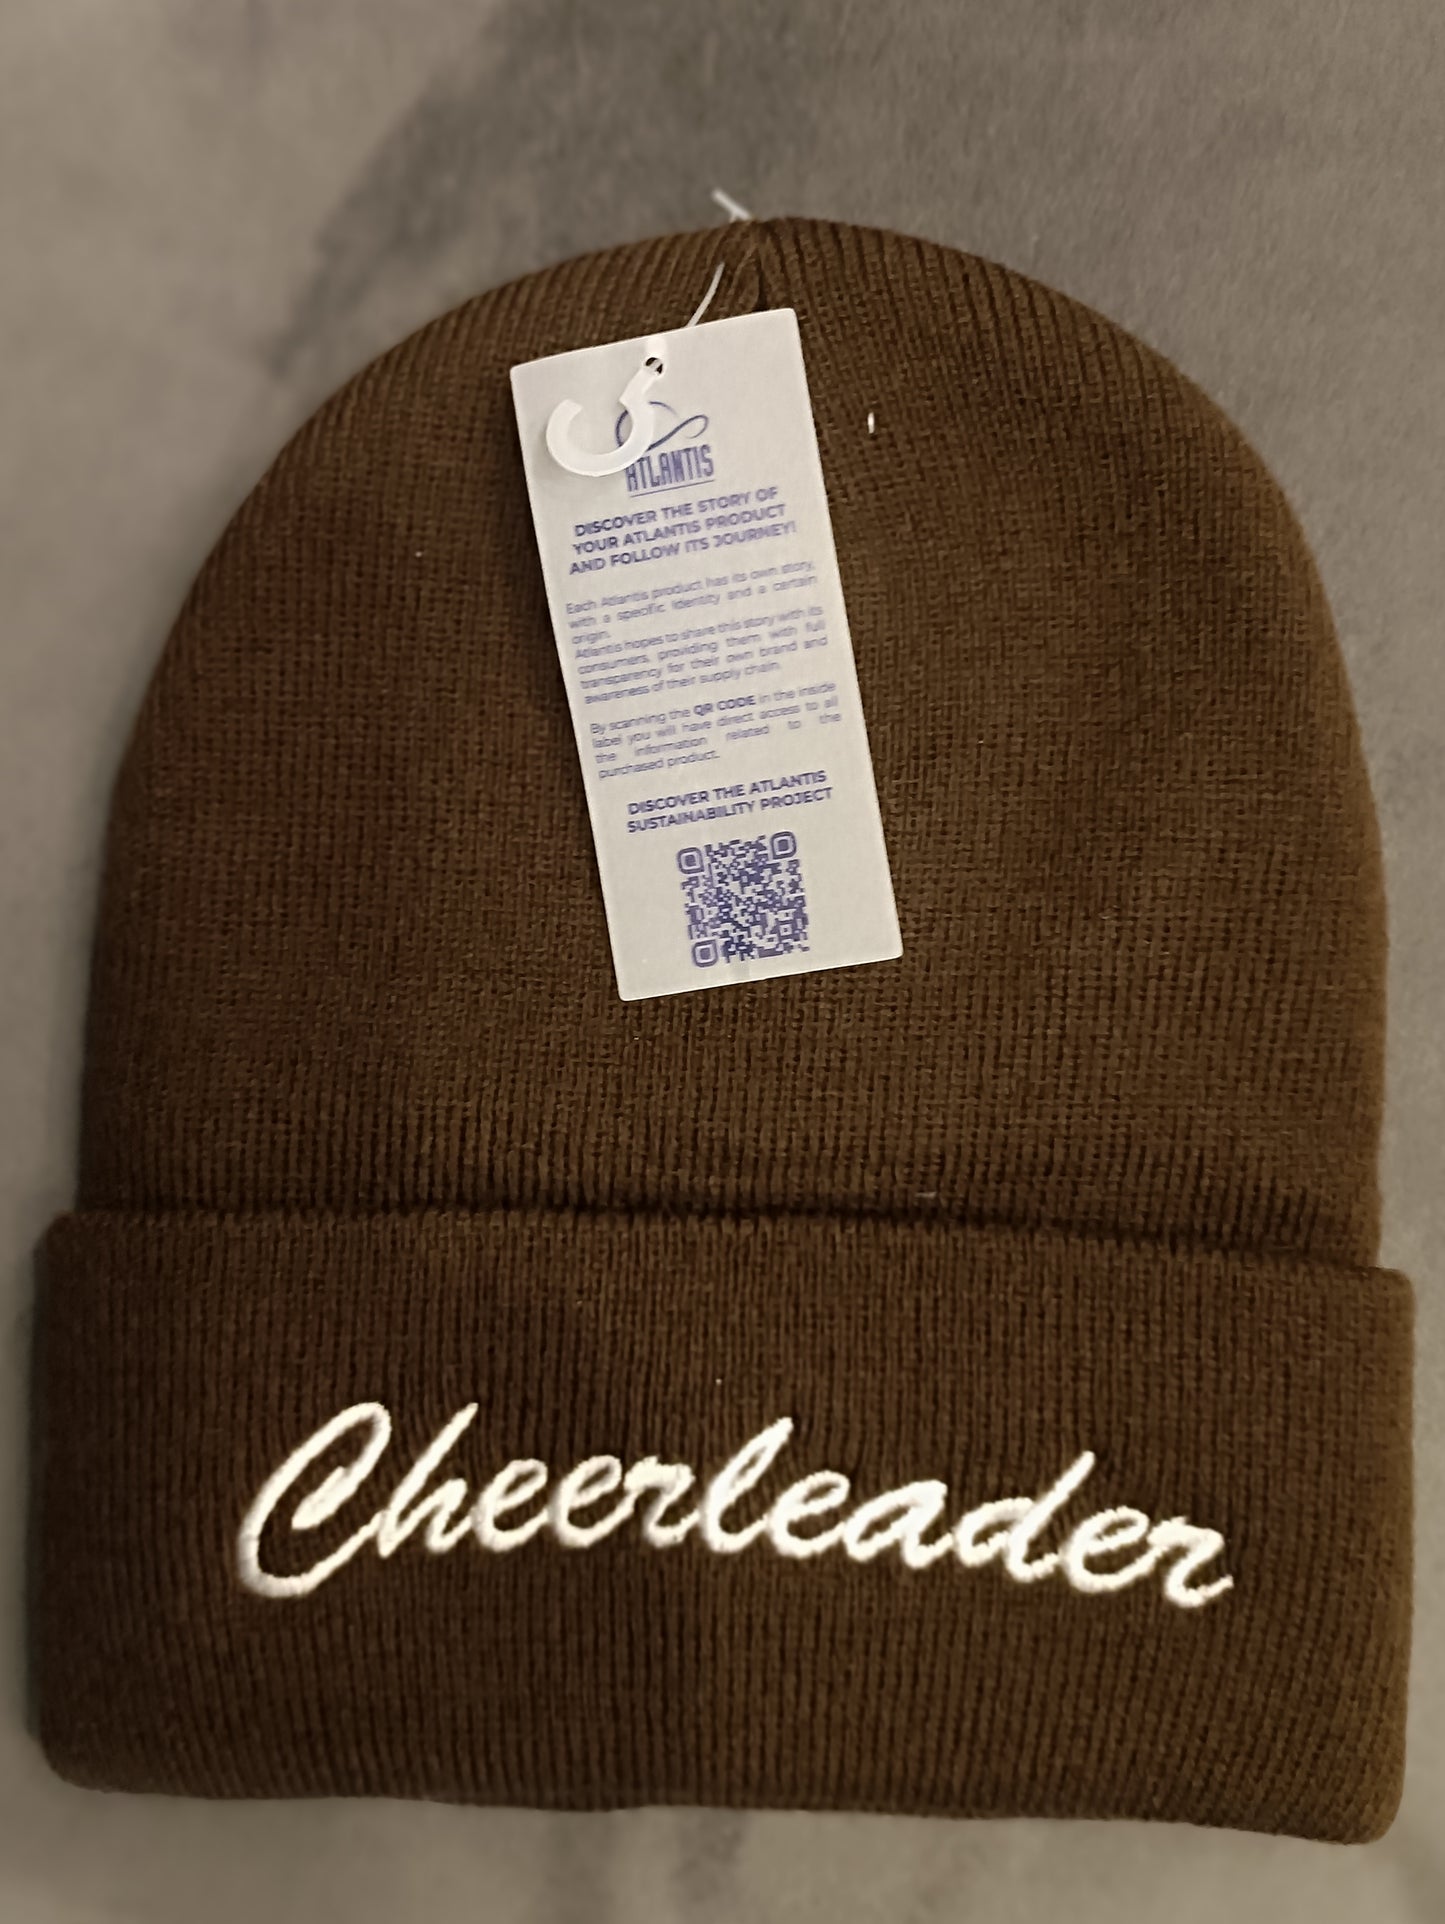 ATLANTIS
DISCOVER THE STORY OF
YOUR ATLANTIS PRODUCT
AND FOLLOW ITS JOURNEY!
Each Atlantis product has its own story,
with a specific identity and a certain
origin.
Atlantis hopes to share this story with its
consumers, providing them with full
transparency for their own brand and
awareness of their supply chain.
By scanning the QR CODE in the inside
label you will have direct access to all
the information related to the
purchased product.
DISCOVER THE ATLANTIS
SUSTAINABILITY PROJECT
Cheerleader